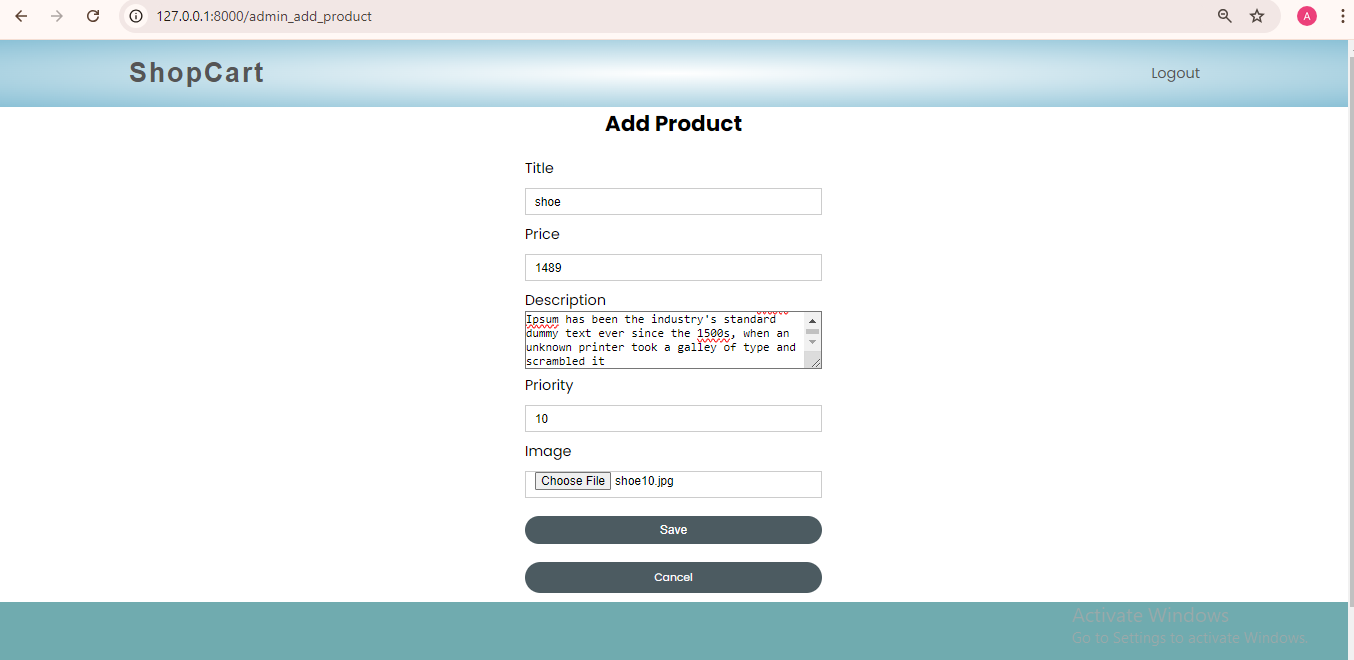 127.0.0.1:8000/admin_add_product
A
ShopCart
Logout
Add Product
Title
shoe
Price
1489
Description
Ipsum has been the industry's standard
dummy text ever since the 1500s, when an
unknown printer took a galley of type and
scrambled it
Priority
10
Image
Choose File shoe10.jpg
Save
Cancel
Activate Windows
Go to Settings to activate Windows.